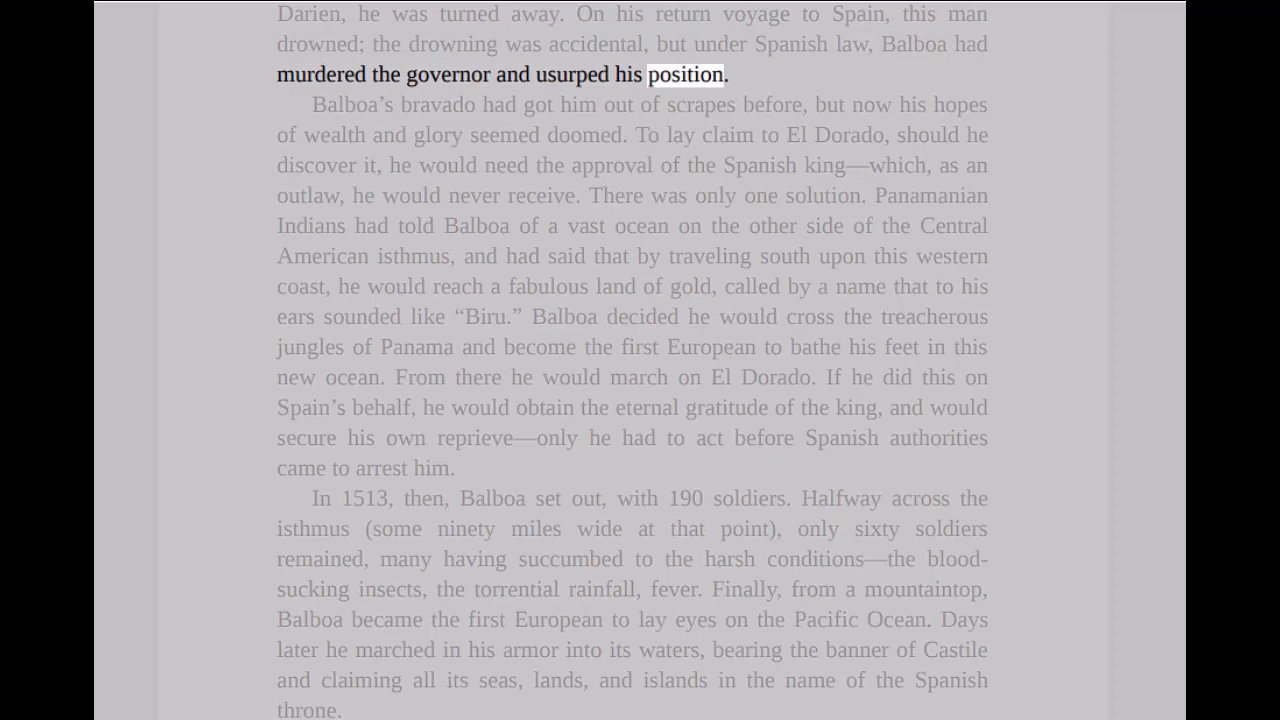 Darien, he was turned away. On his return voyage to Spain, this man
drowned; the drowning was accidental, but under Spanish law, Balboa had
murdered the governor and usurped his position.
Balboa’s bravado had got him out of scrapes before, but now his hopes
of wealth and glory seemed doomed. To lay claim to El Dorado, should he
discover it, he would need the approval of the Spanish king—which, as an
outlaw, he would never receive. There was only one solution. Panamanian
Indians had told Balboa of a vast ocean on the other side of the Central
American isthmus, and had said that by traveling south upon this western
coast, he would reach a fabulous land of gold, called by a name that to his
ears sounded like “Biru.” Balboa decided he would cross the treacherous
jungles of Panama and become the first European to bathe his feet in this
new ocean. From there he would march on El Dorado. If he did this on
Spain’s behalf, he would obtain the eternal gratitude of the king, and would
secure his own reprieve—only he had to act before Spanish authorities
came to arrest him.
In 1513, then, Balboa set out, with 190 soldiers. Halfway across the
isthmus (some ninety miles wide at that point), only sixty soldiers
remained, many having succumbed to the harsh conditions—the blood-
sucking insects, the torrential rainfall, fever. Finally, from a mountaintop,
Balboa became the first European to lay eyes on the Pacific Ocean. Days
later he marched in his armor into its waters, bearing the banner of Castile
and claiming all its seas, lands, and islands in the name of the Spanish
throne.